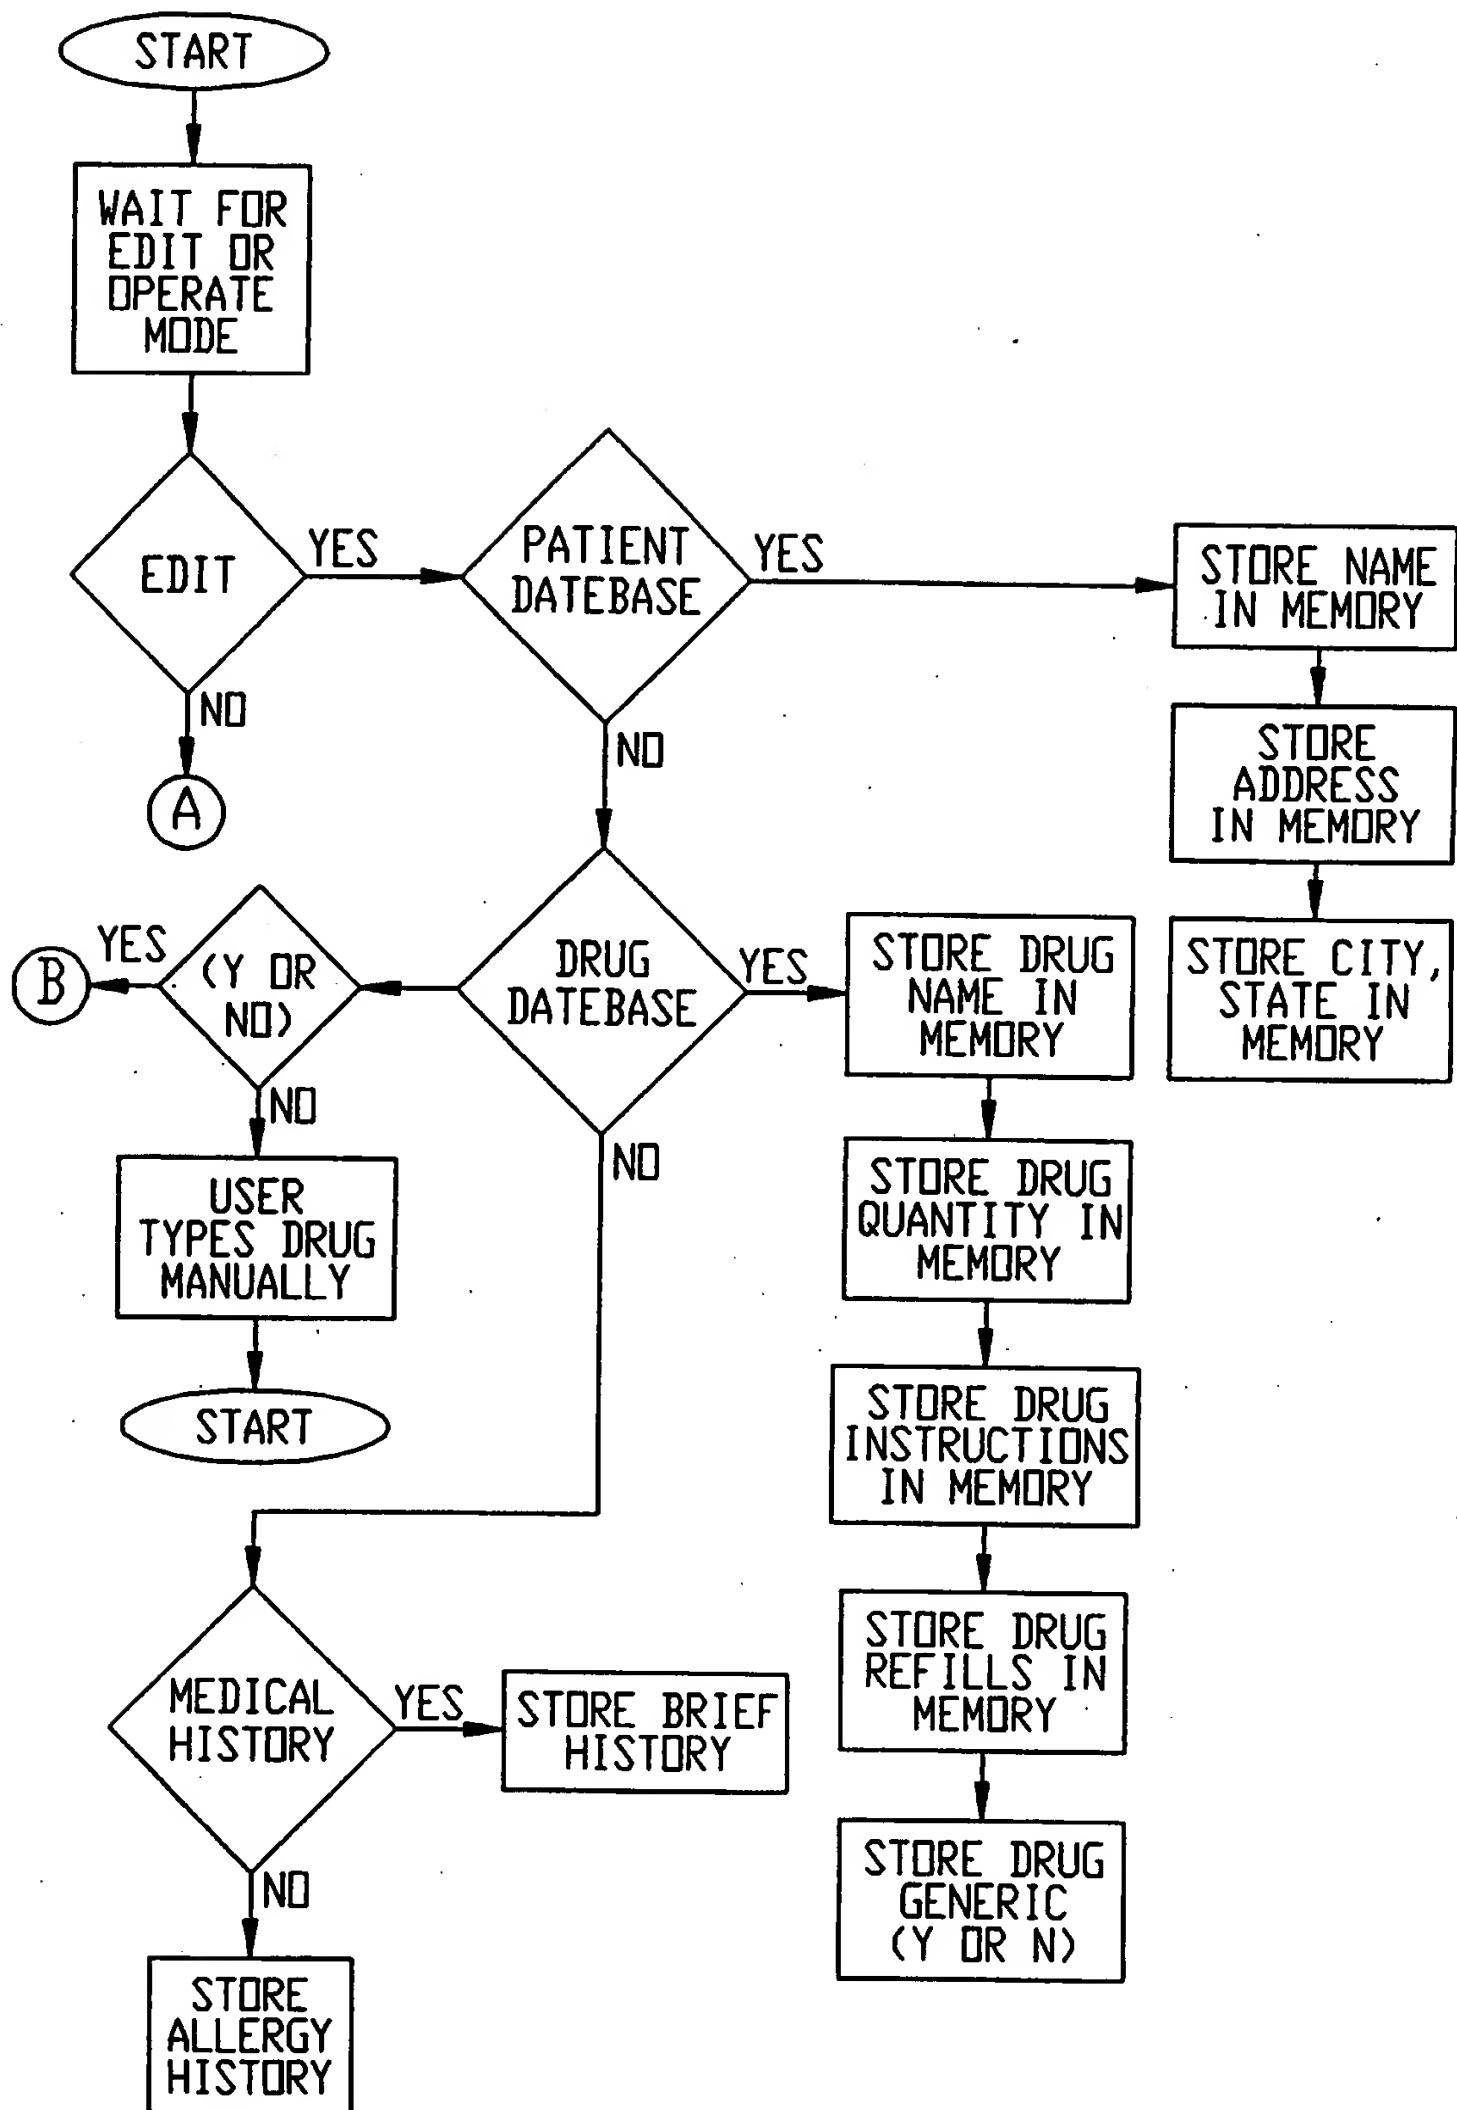 START
WAIT FOR
EDIT OR
OPERATE
MODE
EDIT
YES
NO
A
PATIENT
DATEBASE
YES
NO
STORE NAME
IN MEMORY
STORE
ADDRESS
IN MEMORY
STORE CITY,
STATE IN
MEMORY
DRUG
DATEBASE
YES
NO
(Y OR
NO)
YES
B
NO
USER
TYPES DRUG
MANUALLY
START
STORE DRUG
NAME IN
MEMORY
STORE DRUG
QUANTITY IN
MEMORY
STORE DRUG
INSTRUCTIONS
IN MEMORY
STORE DRUG
REFILLS IN
MEMORY
STORE DRUG
GENERIC
(Y OR N)
MEDICAL
HISTORY
YES
STORE BRIEF
HISTORY
NO
STORE
ALLERGY
HISTORY